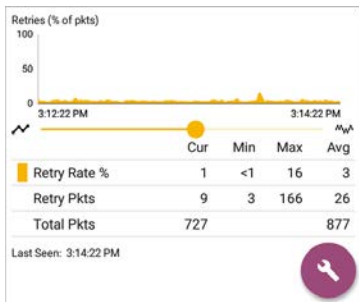 Retries (% of pkts)
100
50
0
3:12:22 PM 3:14:22 PM
Cur Min Max Avg
Retry Rate % 1 <1 16 3
Retry Pkts 9 3 166 26
Total Pkts 727 877
Last Seen: 3:14:22 PM